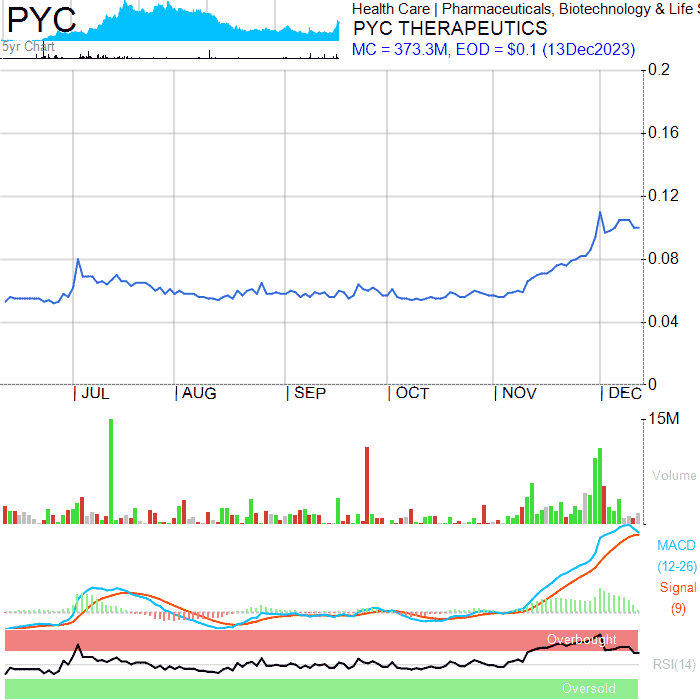 PYC
5yr Chart
Health Care | Pharmaceuticals, Biotechnology & Life S
PYC THERAPEUTICS
MC = 373.3M, EOD = $0.1 (13Dec2023)
0.2
0.16
0.12
0.08
0.04
0
| JUL | AUG | SEP | OCT | NOV | DEC
15M
Volume
MACD
(12-26)
Signal
(9)
Overbought
RSI(14)
Oversold